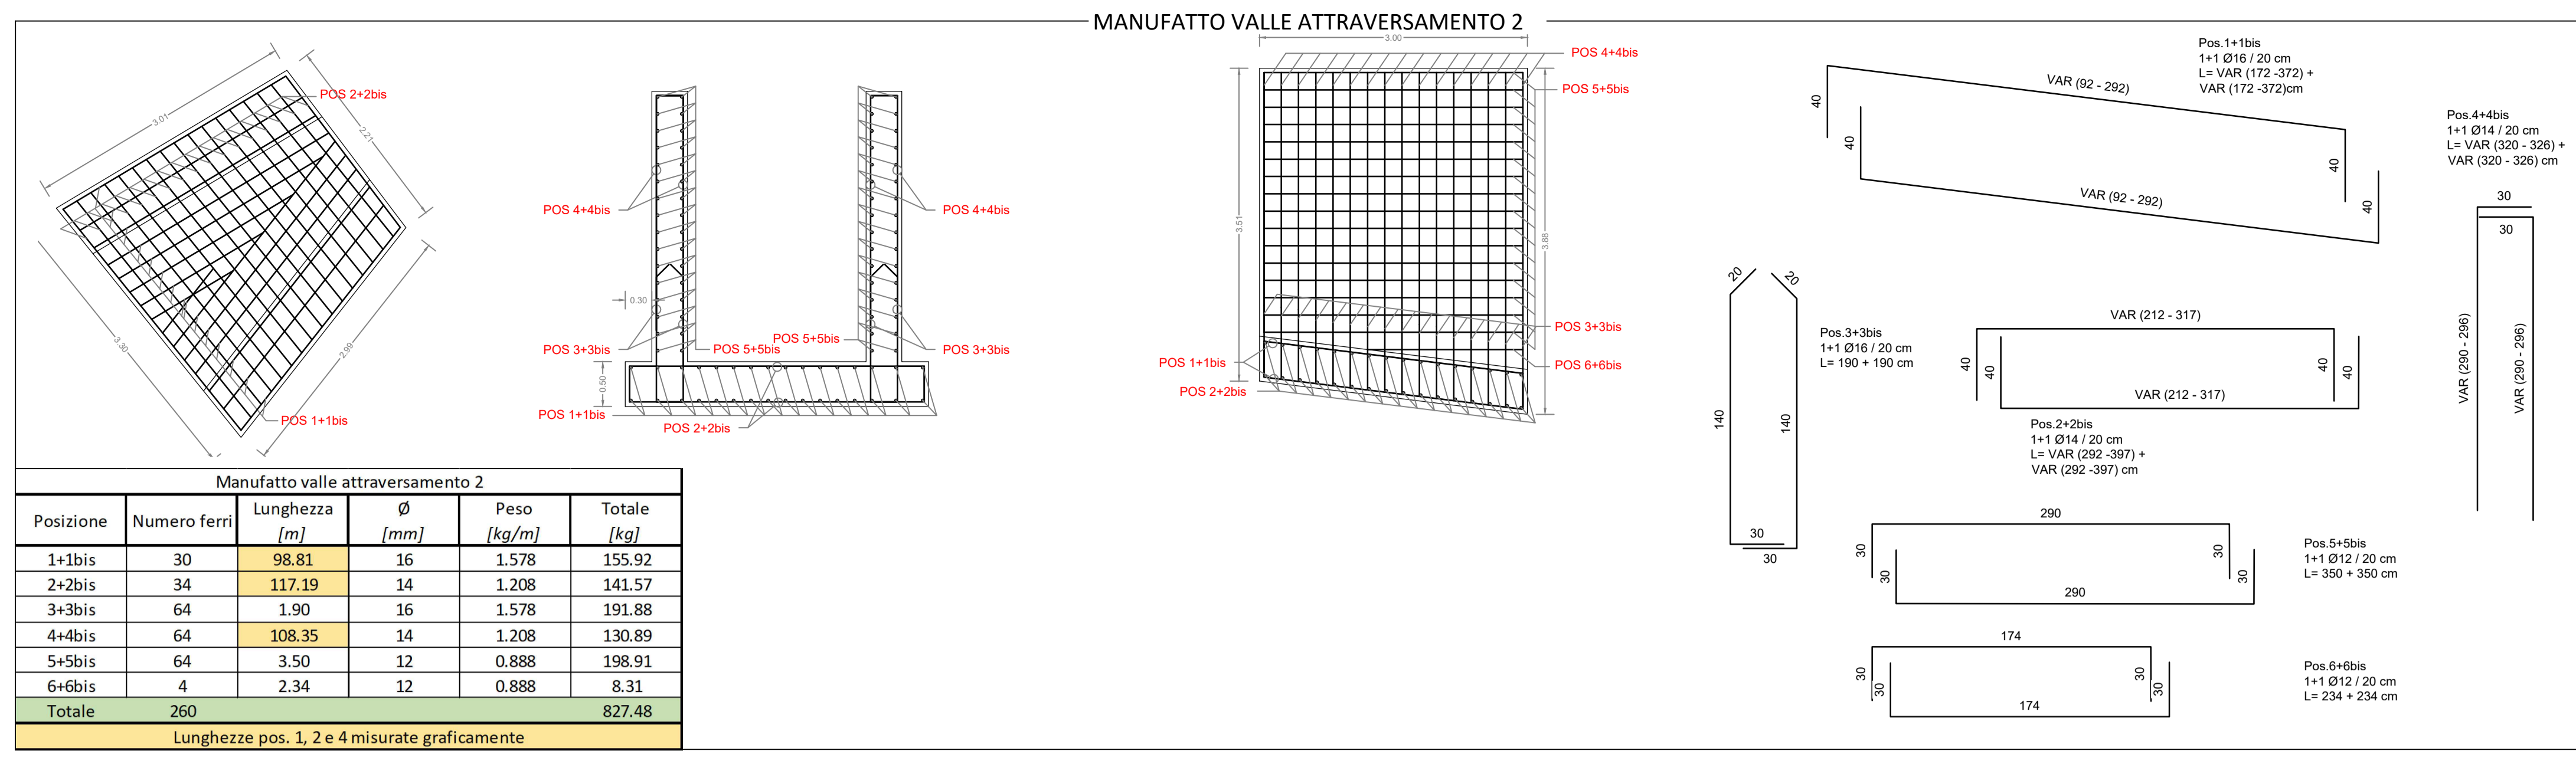 MANUFATTO VALLE ATTRAVERSAMENTO 2
3.01
2.21
3.30
2.99
POS 2+2bis
POS 1+1bis
POS 4+4bis
POS 4+4bis
0.30
POS 3+3bis
POS 5+5bis
POS 5+5bis
POS 3+3bis
0.50
POS 1+1bis
POS 2+2bis
3.00
POS 4+4bis
POS 5+5bis
3.51
3.88
POS 3+3bis
POS 1+1bis
POS 6+6bis
POS 2+2bis
Pos.1+1bis
1+1 Ø16 / 20 cm
L= VAR (172 -372) +
VAR (172 -372)cm
40
VAR (92 - 292)
40
40
VAR (92 - 292)
40
Pos.4+4bis
1+1 Ø14 / 20 cm
L= VAR (320 - 326) +
VAR (320 - 326) cm
30
30
VAR (290 - 296)
VAR (290 - 296)
20
20
140
140
30
30
Pos.3+3bis
1+1 Ø16 / 20 cm
L= 190 + 190 cm
VAR (212 - 317)
40
40
40
40
VAR (212 - 317)
Pos.2+2bis
1+1 Ø14 / 20 cm
L= VAR (292 -397) +
VAR (292 -397) cm
290
30
30
30
30
290
Pos.5+5bis
1+1 Ø12 / 20 cm
L= 350 + 350 cm
174
30
30
30
30
174
Pos.6+6bis
1+1 Ø12 / 20 cm
L= 234 + 234 cm
Manufatto valle attraversamento 2
Posizione Numero ferri Lunghezza [m] Ø [mm] Peso [kg/m] Totale [kg]
1+1bis 30 98.81 16 1.578 155.92
2+2bis 34 117.19 14 1.208 141.57
3+3bis 64 1.90 16 1.578 191.88
4+4bis 64 108.35 14 1.208 130.89
5+5bis 64 3.50 12 0.888 198.91
6+6bis 4 2.34 12 0.888 8.31
Totale 260 827.48
Lunghezze pos. 1, 2 e 4 misurate graficamente